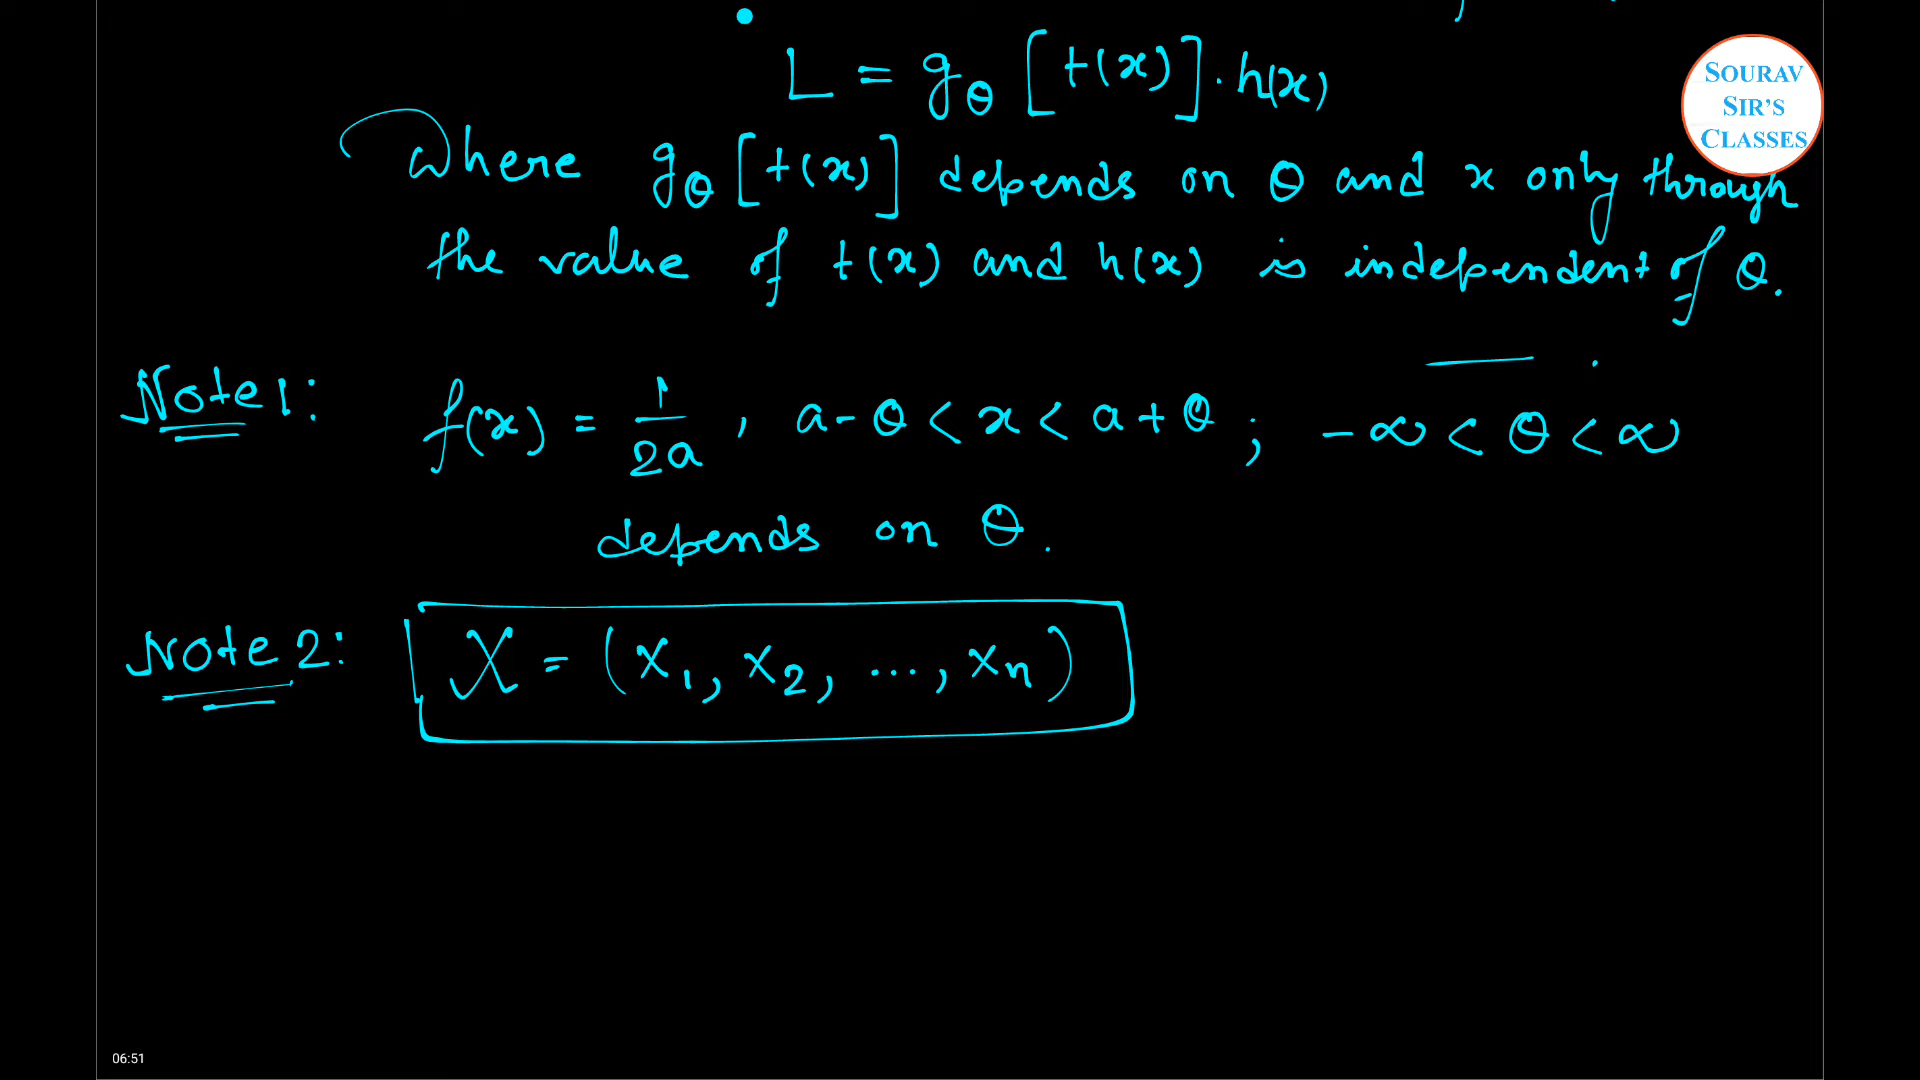 L = gθ [t(x)] . h(x)
SOURAV
SIR'S
CLASSES
Where gθ [t(x)] depends on θ and x only through
the value of t(x) and h(x) is independent of θ.
Note 1: f(x) = 1/2a , a - θ < x < a + θ ; -∞ < θ < ∞
depends on θ.
Note 2: X = (x1, x2, ..., xn)
06:51